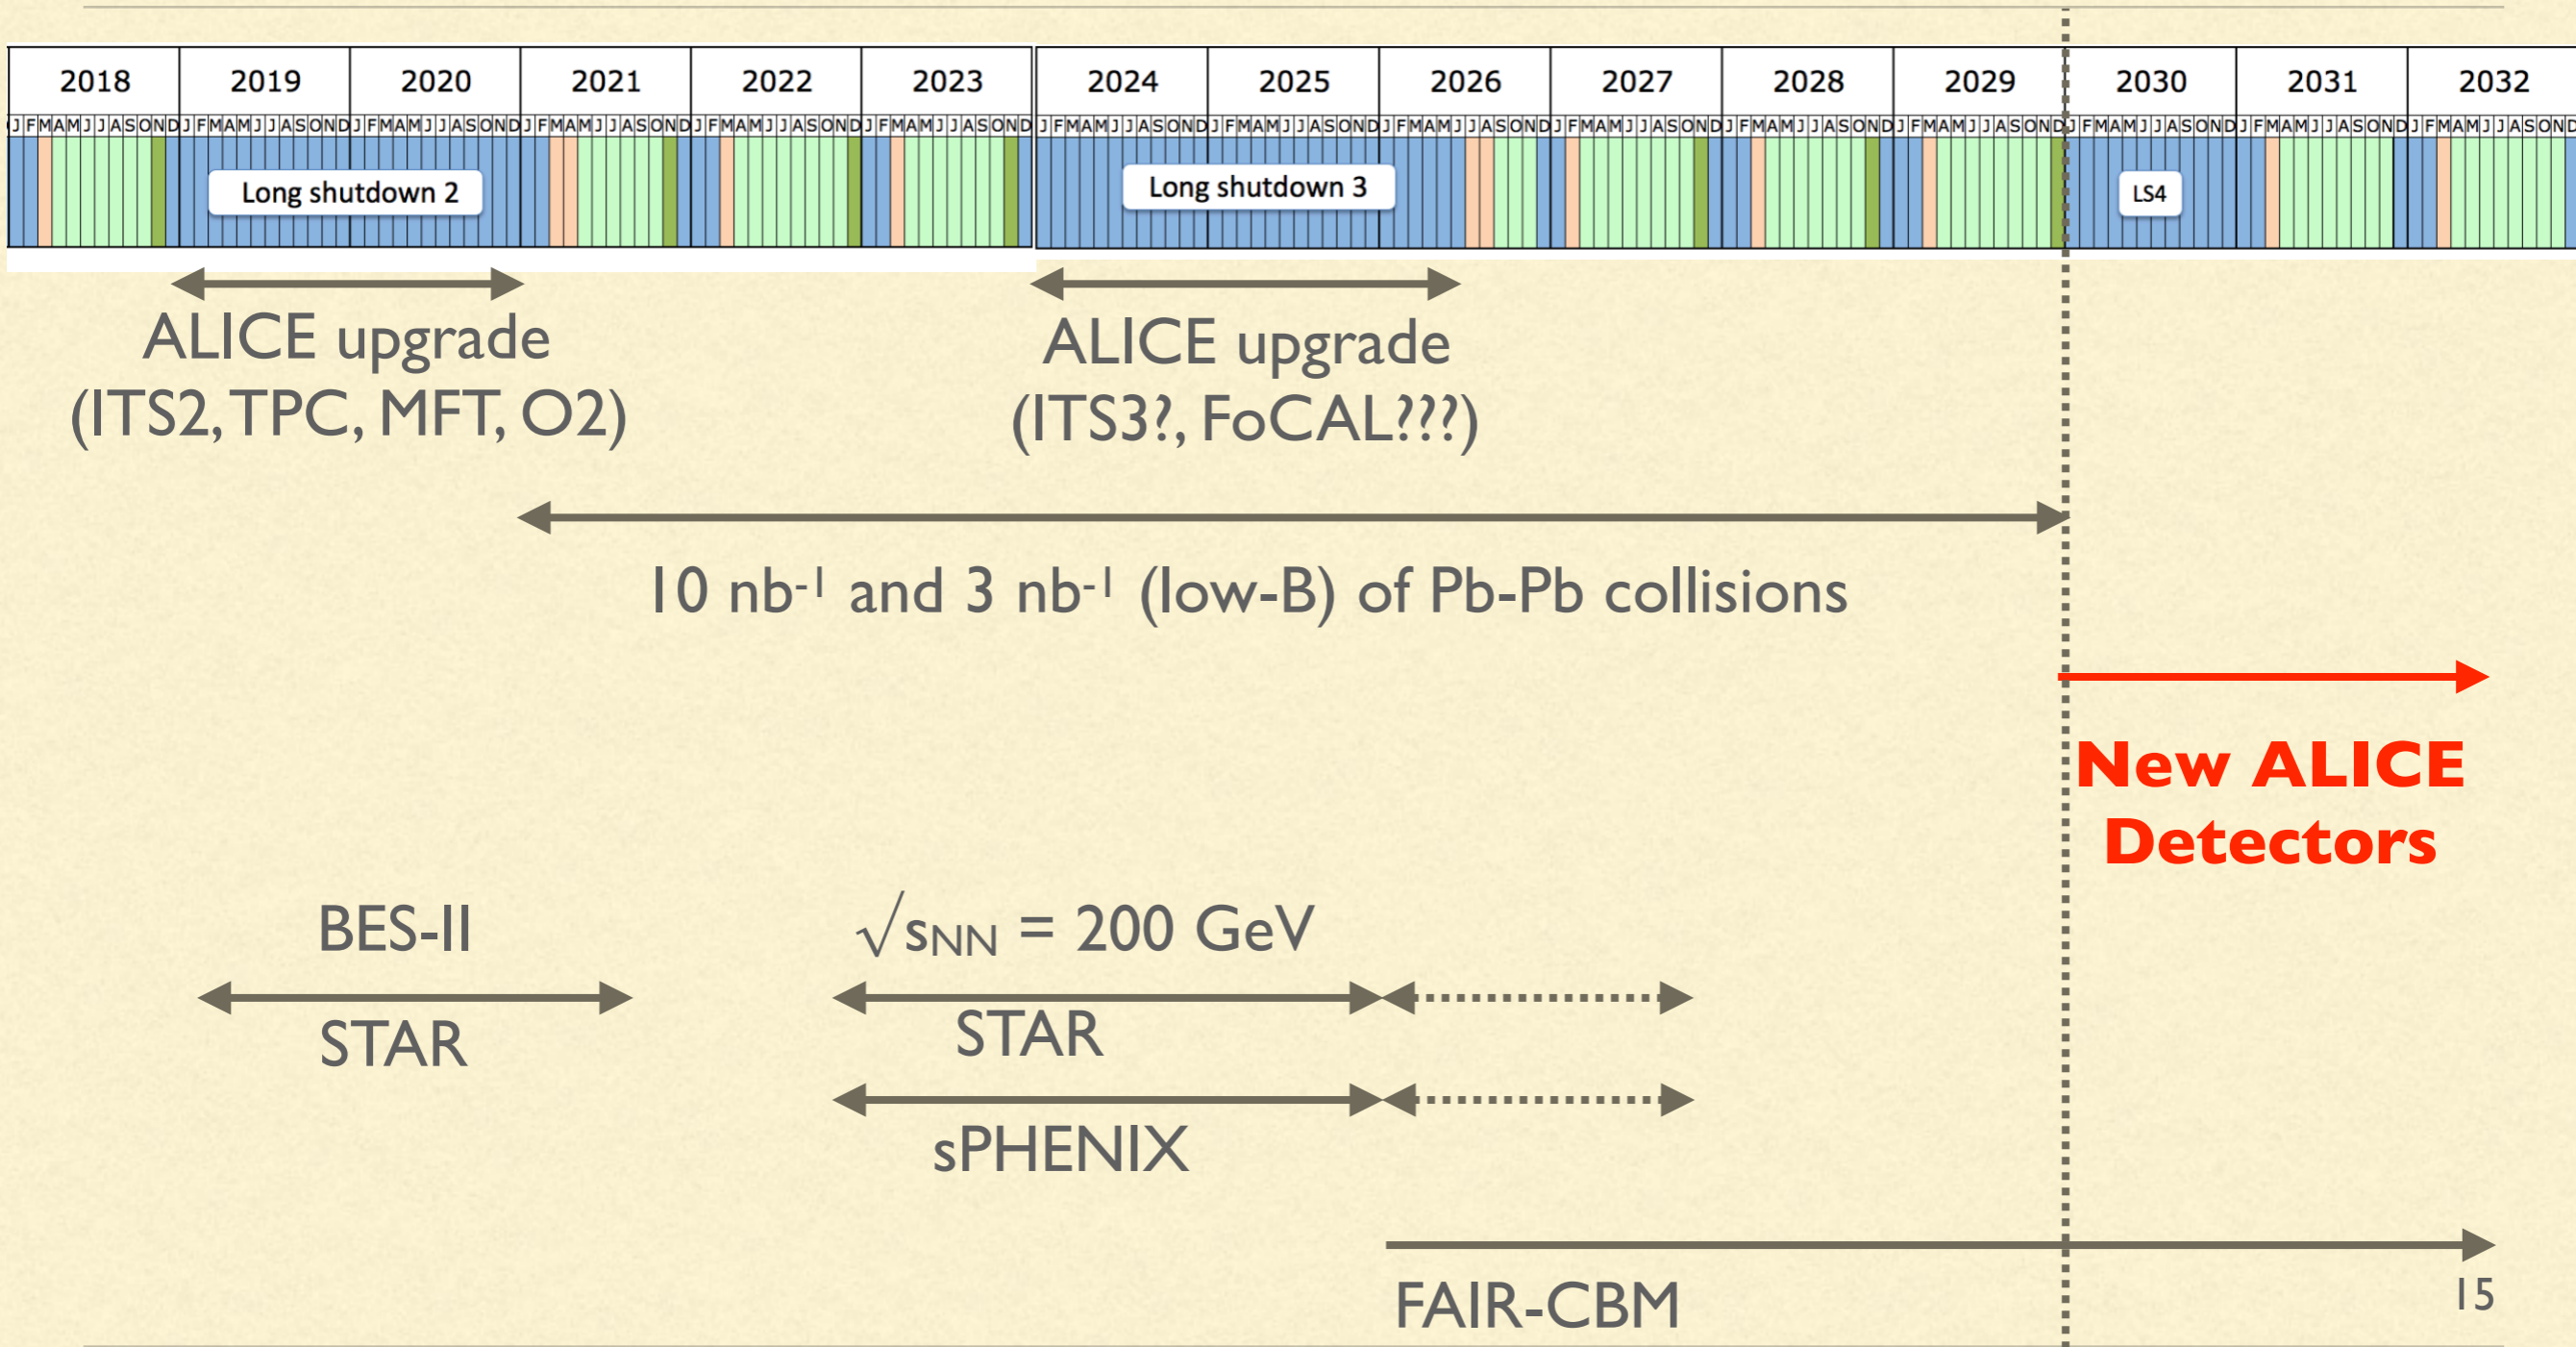 2018 2019 2020 2021 2022 2023 2024 2025 2026 2027 2028 2029 2030 2031 2032
J F M A M J J A S O N D J F M A M J J A S O N D J F M A M J J A S O N D J F M A M J J A S O N D J F M A M J J A S O N D J F M A M J J A S O N D J F M A M J J A S O N D J F M A M J J A S O N D J F M A M J J A S O N D J F M A M J J A S O N D J F M A M J J A S O N D J F M A M J J A S O N D J F M A M J J A S O N D J F M A M J J A S O N D J F M A M J J A S O N D
Long shutdown 2 Long shutdown 3 LS4
ALICE upgrade
(ITS2, TPC, MFT, O2)
ALICE upgrade
(ITS3?, FoCAL???)
10 nb-1 and 3 nb-1 (low-B) of Pb-Pb collisions
New ALICE
Detectors
BES-II
STAR
√sNN = 200 GeV
STAR
sPHENIX
FAIR-CBM
15